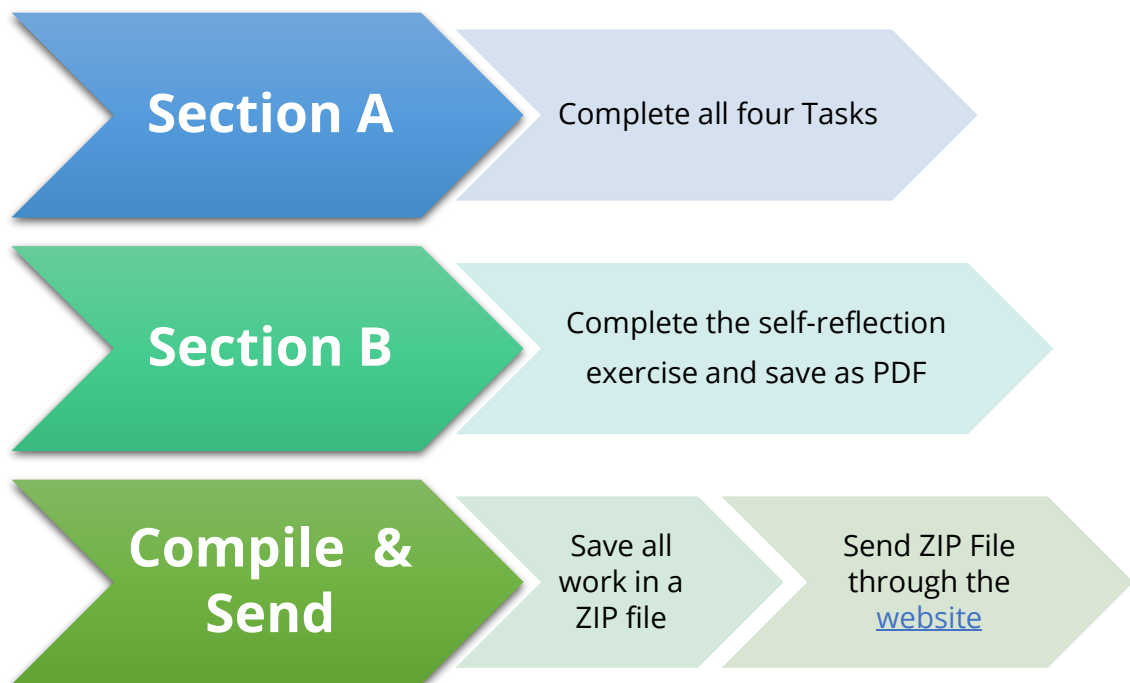 Section A
Complete all four Tasks
Section B
Complete the self-reflection
exercise and save as PDF
Compile &
Send
Save all
work in a
ZIP file
Send ZIP File
through the
website